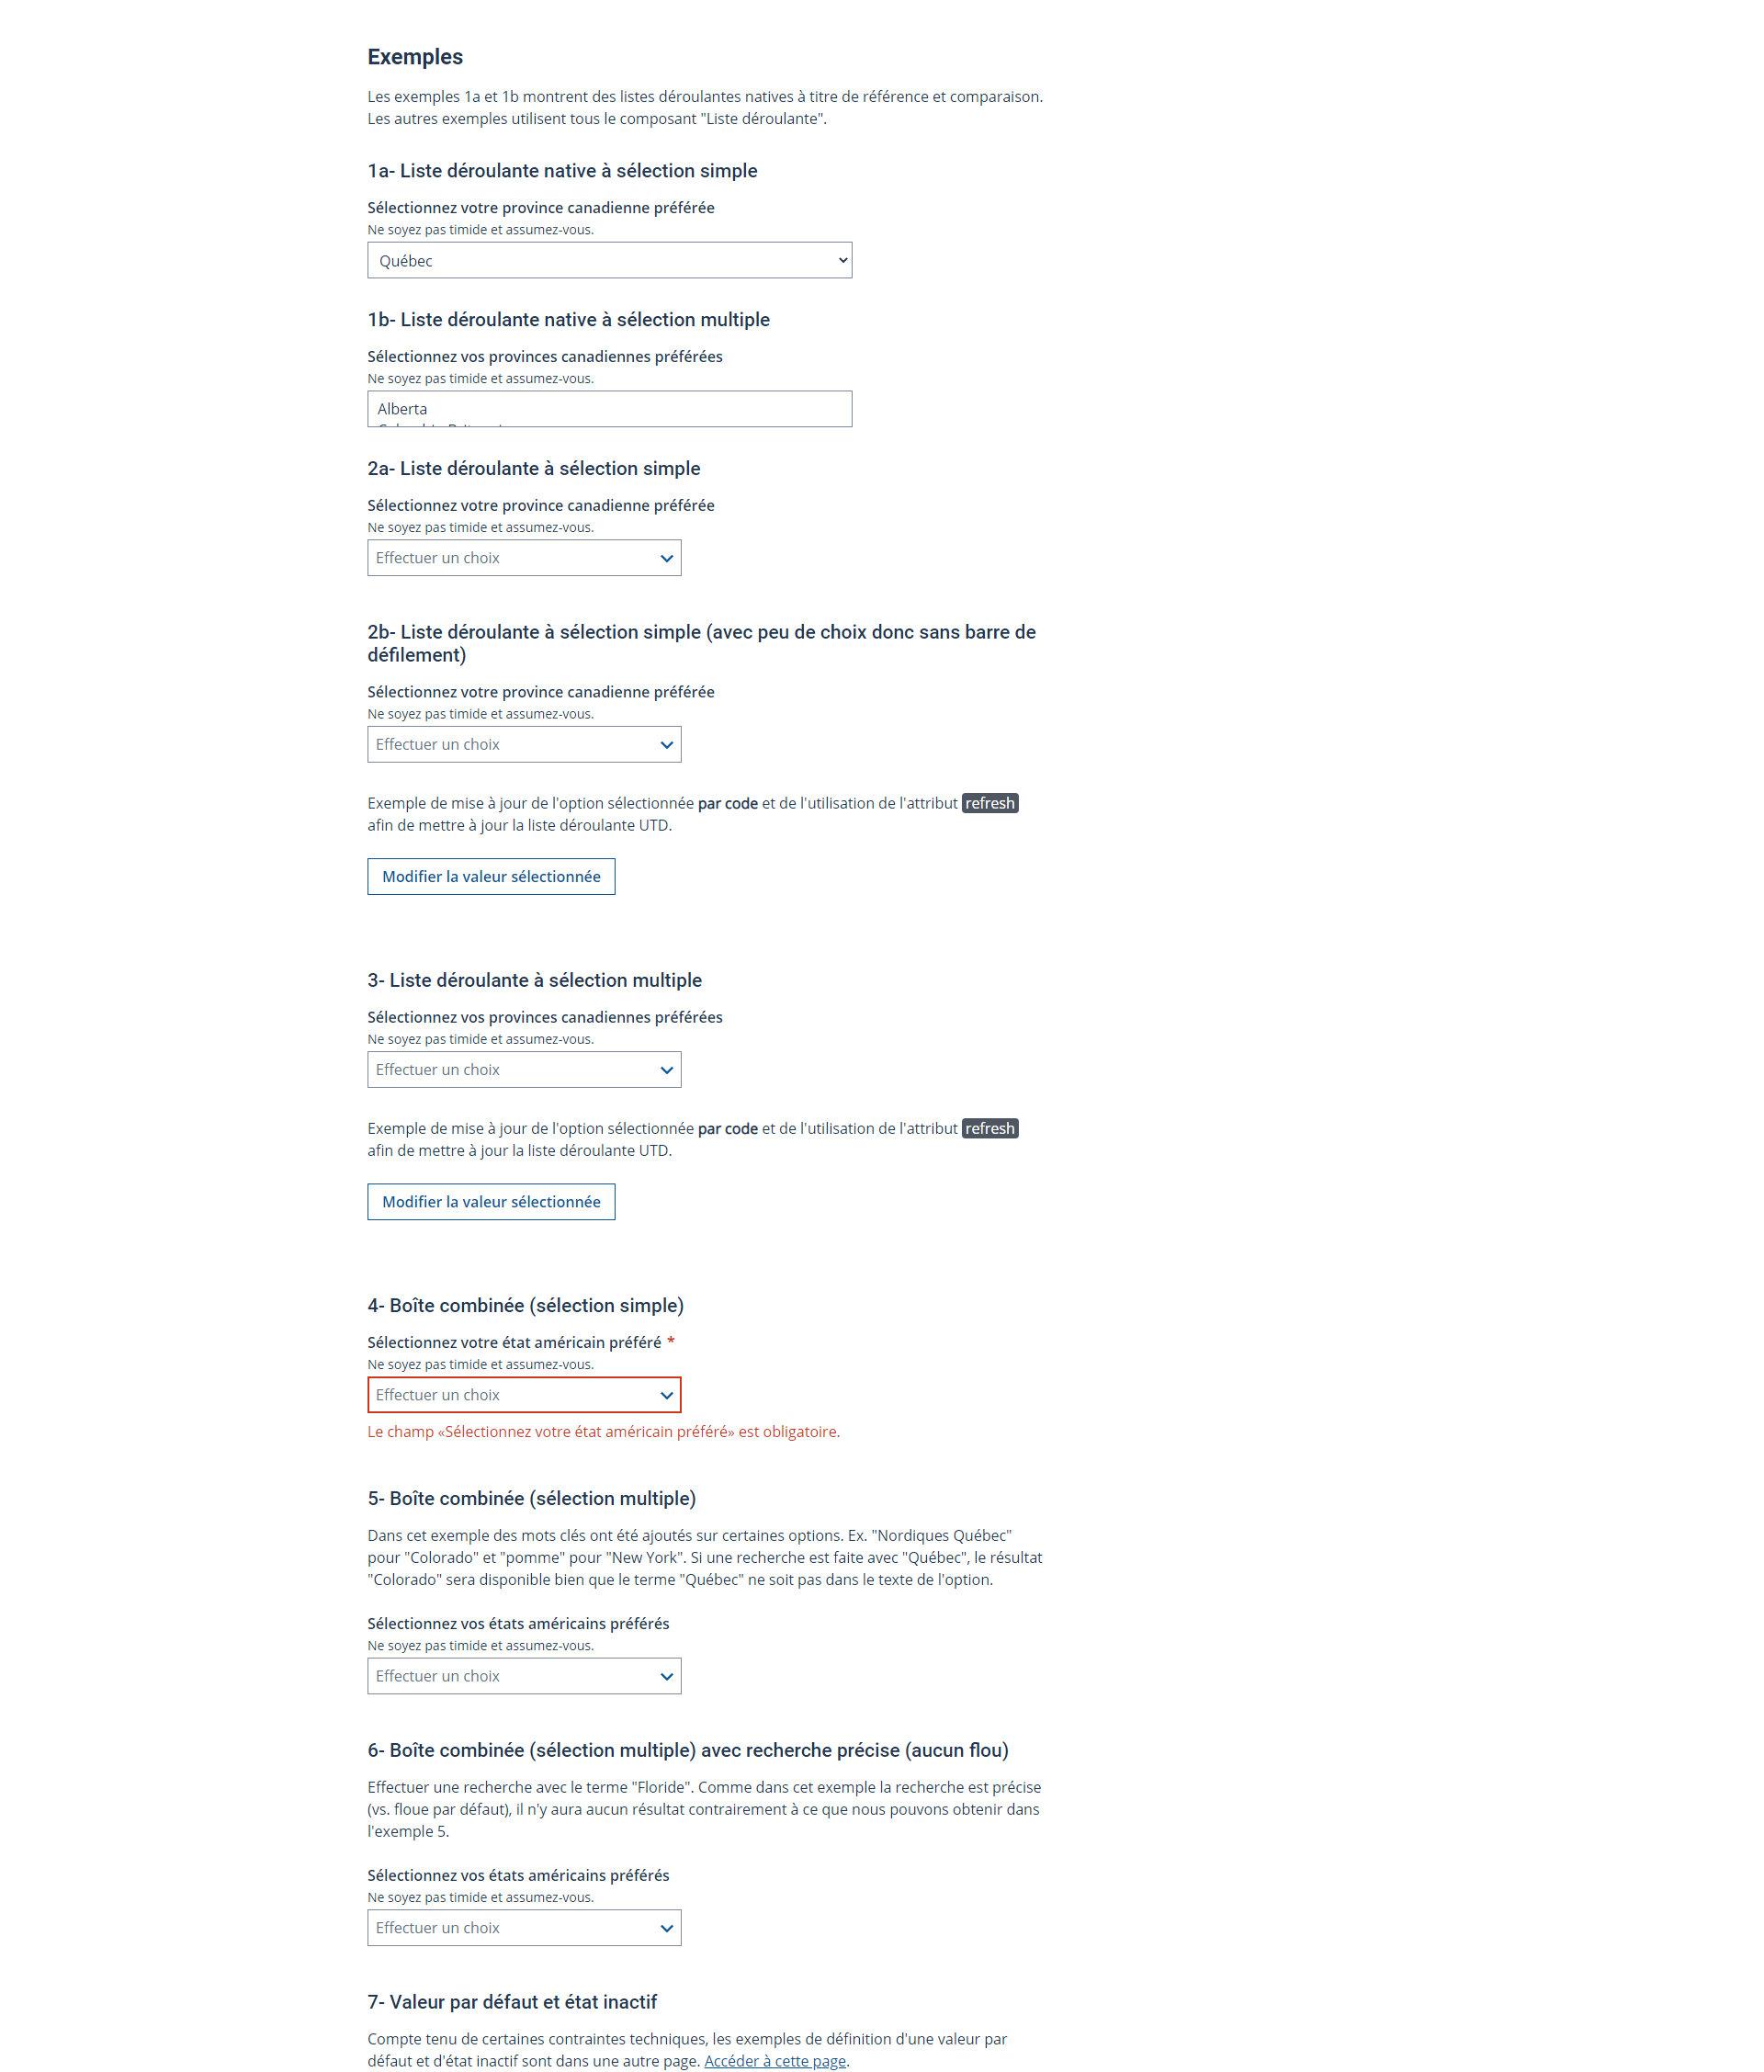 Exemples
Les exemples 1a et 1b montrent des listes déroulantes natives à titre de référence et comparaison.
Les autres exemples utilisent tous le composant "Liste déroulante".
1a- Liste déroulante native à sélection simple
Sélectionnez votre province canadienne préférée
Ne soyez pas timide et assumez-vous.
Québec
1b- Liste déroulante native à sélection multiple
Sélectionnez vos provinces canadiennes préférées
Ne soyez pas timide et assumez-vous.
Alberta
2a- Liste déroulante à sélection simple
Sélectionnez votre province canadienne préférée
Ne soyez pas timide et assumez-vous.
Effectuer un choix
2b- Liste déroulante à sélection simple (avec peu de choix donc sans barre de
défilement)
Sélectionnez votre province canadienne préférée
Ne soyez pas timide et assumez-vous.
Effectuer un choix
Exemple de mise à jour de l'option sélectionnée par code et de l'utilisation de l'attribut refresh
afin de mettre à jour la liste déroulante UTD.
Modifier la valeur sélectionnée
3- Liste déroulante à sélection multiple
Sélectionnez vos provinces canadiennes préférées
Ne soyez pas timide et assumez-vous.
Effectuer un choix
Exemple de mise à jour de l'option sélectionnée par code et de l'utilisation de l'attribut refresh
afin de mettre à jour la liste déroulante UTD.
Modifier la valeur sélectionnée
4- Boîte combinée (sélection simple)
Sélectionnez votre état américain préféré *
Ne soyez pas timide et assumez-vous.
Effectuer un choix
Le champ «Sélectionnez votre état américain préféré» est obligatoire.
5- Boîte combinée (sélection multiple)
Dans cet exemple des mots clés ont été ajoutés sur certaines options. Ex. "Nordiques Québec"
pour "Colorado" et "pomme" pour "New York". Si une recherche est faite avec "Québec", le résultat
"Colorado" sera disponible bien que le terme "Québec" ne soit pas dans le texte de l'option.
Sélectionnez vos états américains préférés
Ne soyez pas timide et assumez-vous.
Effectuer un choix
6- Boîte combinée (sélection multiple) avec recherche précise (aucun flou)
Effectuer une recherche avec le terme "Floride". Comme dans cet exemple la recherche est précise
(vs. floue par défaut), il n'y aura aucun résultat contrairement à ce que nous pouvons obtenir dans
l'exemple 5.
Sélectionnez vos états américains préférés
Ne soyez pas timide et assumez-vous.
Effectuer un choix
7- Valeur par défaut et état inactif
Compte tenu de certaines contraintes techniques, les exemples de définition d'une valeur par
défaut et d'état inactif sont dans une autre page. Accéder à cette page.